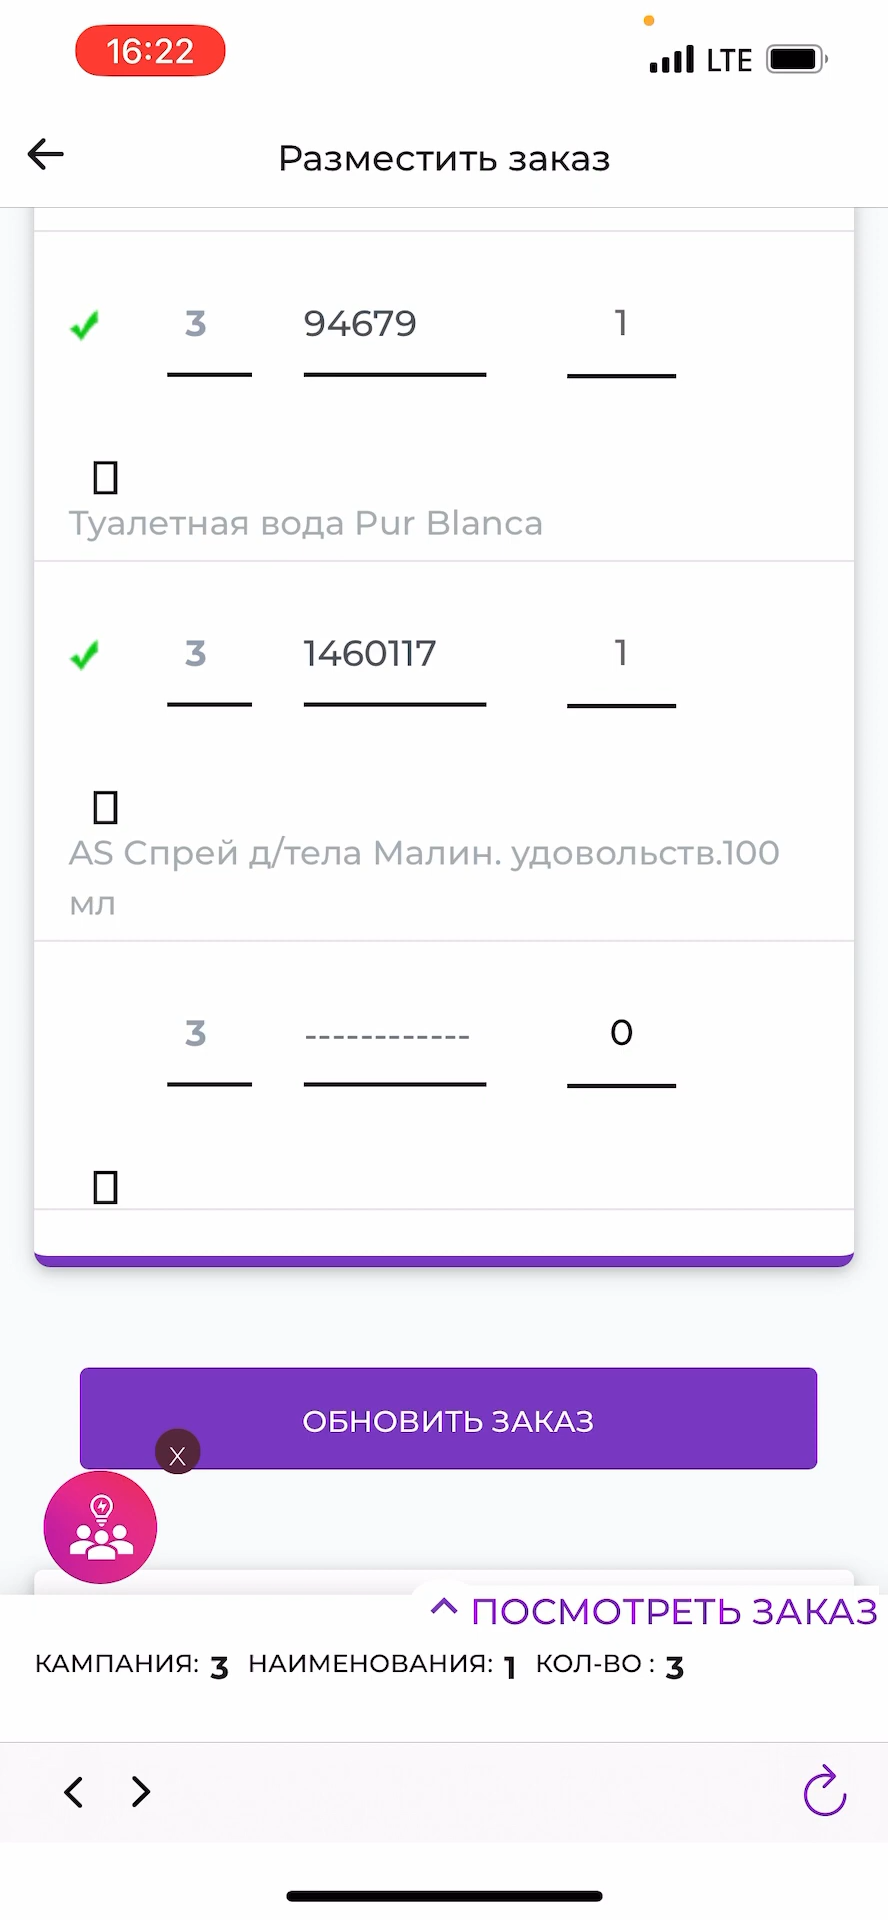 16:22
LTE
Разместить заказ
3 94679 1
Туалетная вода Pur Blanca
3 1460117 1
AS Спрей д/тела Малин. удовольств.100
мл
3 ------------ 0
ОБНОВИТЬ ЗАКАЗ
X
ПОСМОТРЕТЬ ЗАКАЗ
КАМПАНИЯ: 3 НАИМЕНОВАНИЯ: 1 КОЛ-ВО : 3